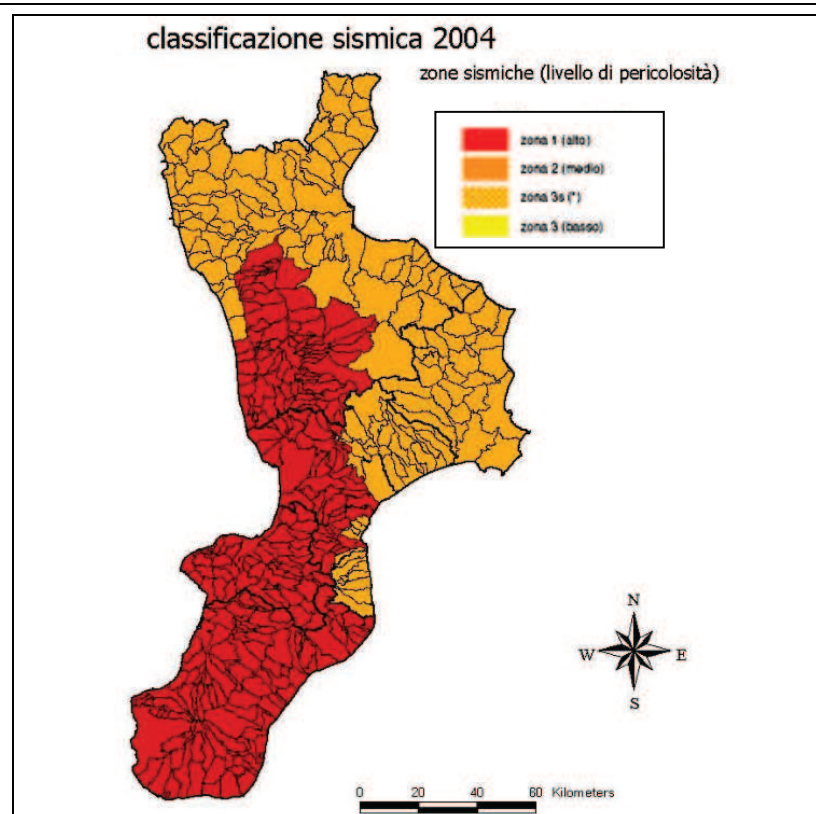 classificazione sismica 2004
zone sismiche (livello di pericolosità)
zona 1 (alto)
zona 2 (medio)
zona 3s (*)
zona 3 (basso)
N
W E
S
0 20 40 60 Kilometers